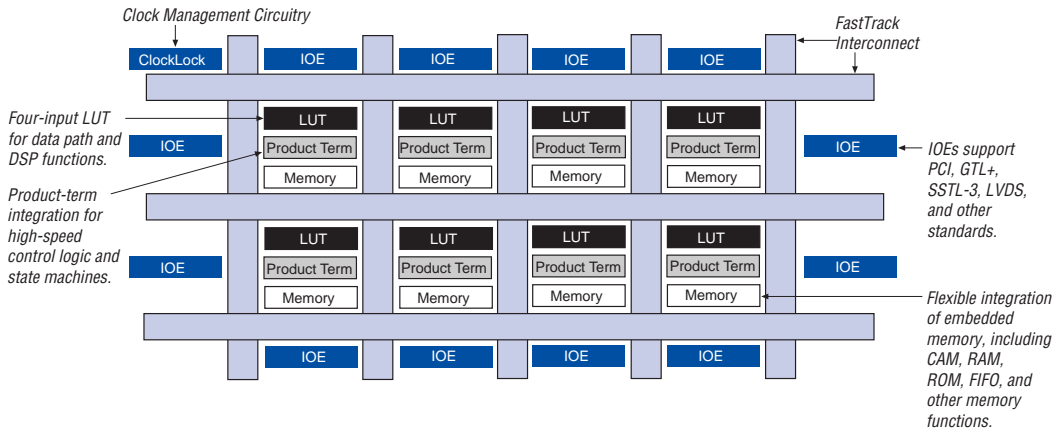 Clock Management Circuitry
FastTrack
Interconnect
ClockLock
IOE
IOE
IOE
IOE
Four-input LUT
for data path and
DSP functions.
Product-term
integration for
high-speed
control logic and
state machines.
IOE
LUT
LUT
LUT
LUT
Product Term
Product Term
Product Term
Product Term
Memory
Memory
Memory
Memory
IOE
IOEs support
PCI, GTL+,
SSTL-3, LVDS,
and other
standards.
IOE
LUT
LUT
LUT
LUT
Product Term
Product Term
Product Term
Product Term
Memory
Memory
Memory
Memory
IOE
Flexible integration
of embedded
memory, including
CAM, RAM,
ROM, FIFO, and
other memory
functions.
IOE
IOE
IOE
IOE